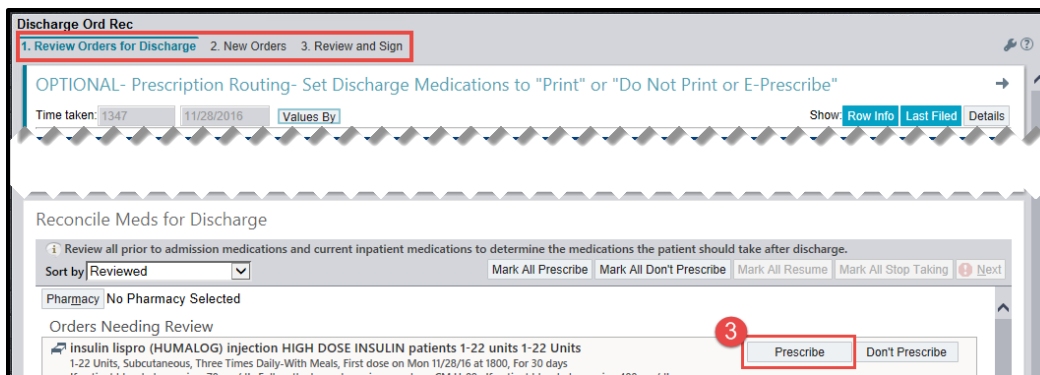 Discharge Ord Rec
1. Review Orders for Discharge 2. New Orders 3. Review and Sign
OPTIONAL- Prescription Routing- Set Discharge Medications to "Print" or "Do Not Print or E-Prescribe"
Time taken: 1347 11/28/2016 Values By Show: Row Info Last Filed Details
Reconcile Meds for Discharge
Review all prior to admission medications and current inpatient medications to determine the medications the patient should take after discharge.
Sort by Reviewed Mark All Prescribe Mark All Don't Prescribe Mark All Resume Mark All Stop Taking Next
Pharmacy No Pharmacy Selected
Orders Needing Review
3
insulin lispro (HUMALOG) injection HIGH DOSE INSULIN patients 1-22 units 1-22 Units Prescribe Don't Prescribe
1-22 Units, Subcutaneous, Three Times Daily-With Meals, First dose on Mon 11/28/16 at 1800, For 30 days